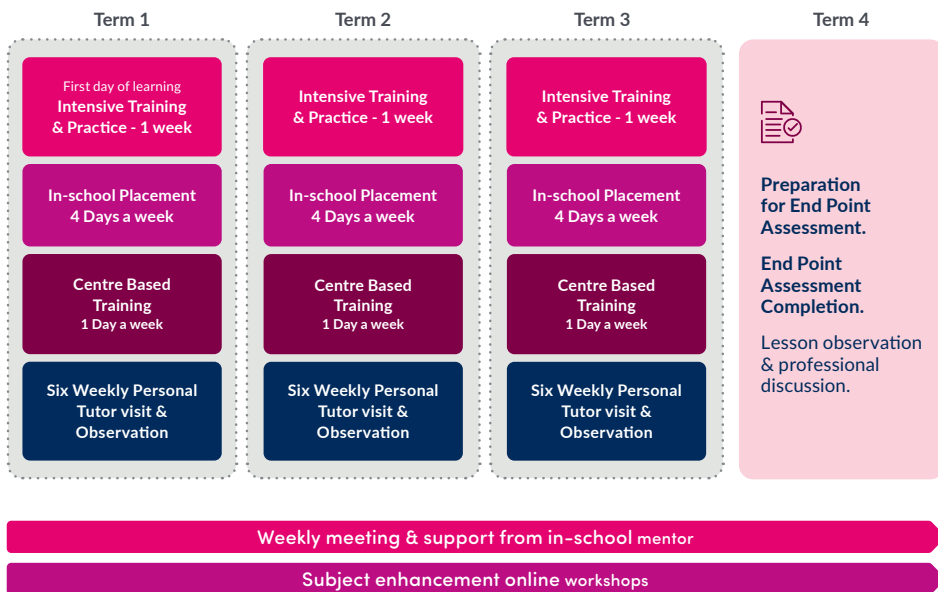 Term 1
First day of learning
Intensive Training
& Practice - 1 week
In-school Placement
4 Days a week
Centre Based
Training
1 Day a week
Six Weekly Personal
Tutor visit &
Observation
Term 2
Intensive Training
& Practice - 1 week
In-school Placement
4 Days a week
Centre Based
Training
1 Day a week
Six Weekly Personal
Tutor visit &
Observation
Term 3
Intensive Training
& Practice - 1 week
In-school Placement
4 Days a week
Centre Based
Training
1 Day a week
Six Weekly Personal
Tutor visit &
Observation
Term 4
Preparation
for End Point
Assessment.
End Point
Assessment
Completion.
Lesson observation
& professional
discussion.
Weekly meeting & support from in-school mentor
Subject enhancement online workshops